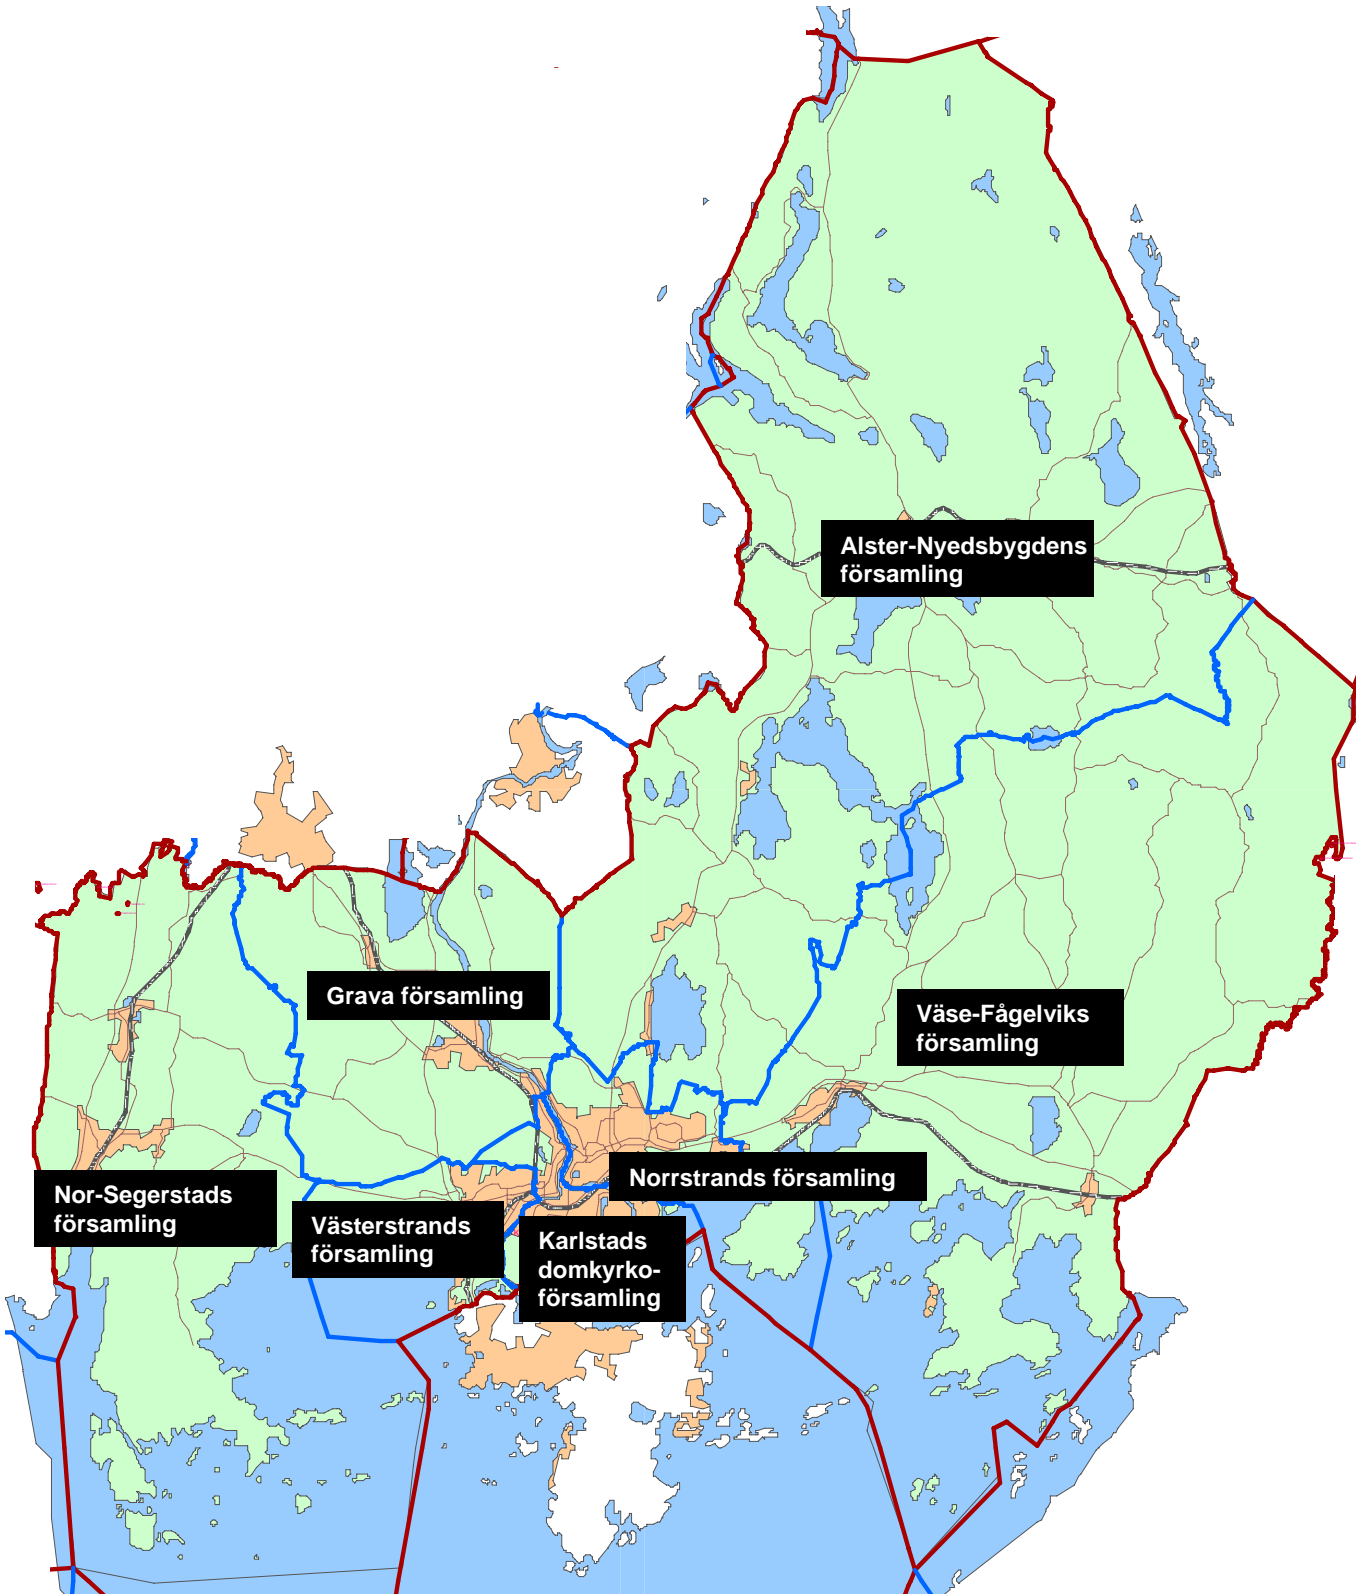 Alster-Nyedsbygdens
församling
Grava församling
Väse-Fågelviks
församling
Norrstrands församling
Nor-Segerstads
församling
Västerstrands
församling
Karlstads
domkyrko-
församling